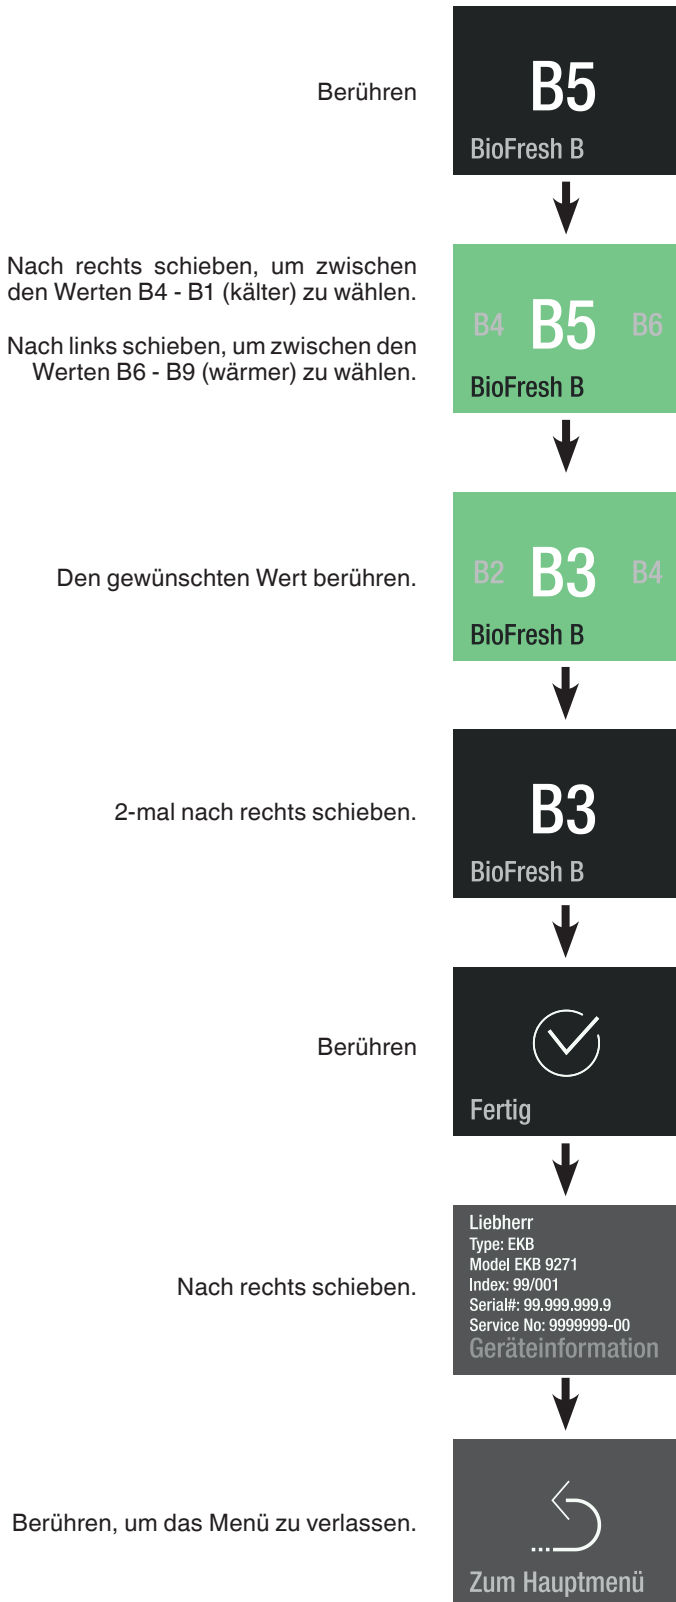 Berühren
B5
BioFresh B
Nach rechts schieben, um zwischen
den Werten B4 - B1 (kälter) zu wählen.
Nach links schieben, um zwischen den
Werten B6 - B9 (wärmer) zu wählen.
B4 B5 B6
BioFresh B
Den gewünschten Wert berühren.
B2 B3 B4
BioFresh B
2-mal nach rechts schieben.
B3
BioFresh B
Berühren
Fertig
Nach rechts schieben.
Liebherr
Type: EKB
Model EKB 9271
Index: 99/001
Serial#: 99.999.999.9
Service No: 9999999-00
Geräteinformation
Berühren, um das Menü zu verlassen.
Zum Hauptmenü